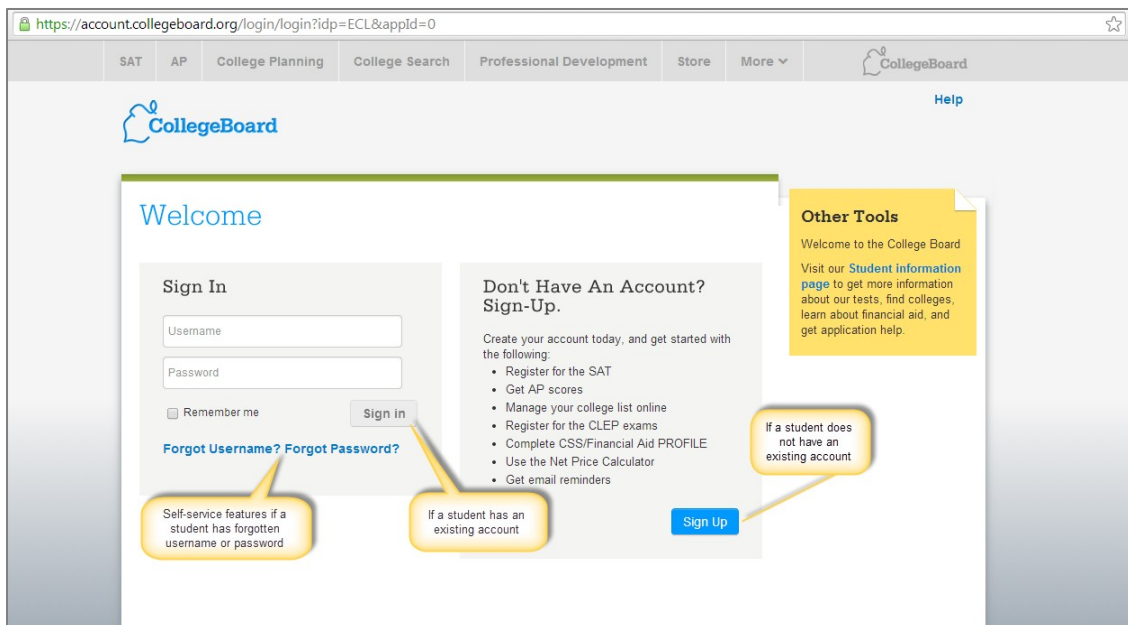 https://account.collegeboard.org/login/login?idp=ECL&appId=0
SAT AP College Planning College Search Professional Development Store More CollegeBoard
Help
CollegeBoard
Welcome
Sign In
Username
Password
Remember me
Sign in
Forgot Username? Forgot Password?
Self-service features if a
student has forgotten
username or password
If a student has an
existing account
Don't Have An Account?
Sign-Up.
Create your account today, and get started with
the following:
• Register for the SAT
• Get AP scores
• Manage your college list online
• Register for the CLEP exams
• Complete CSS/Financial Aid PROFILE
• Use the Net Price Calculator
• Get email reminders
Sign Up
If a student does
not have an
existing account
Other Tools
Welcome to the College Board
Visit our Student information
page to get more information
about our tests, find colleges,
learn about financial aid, and
get application help.